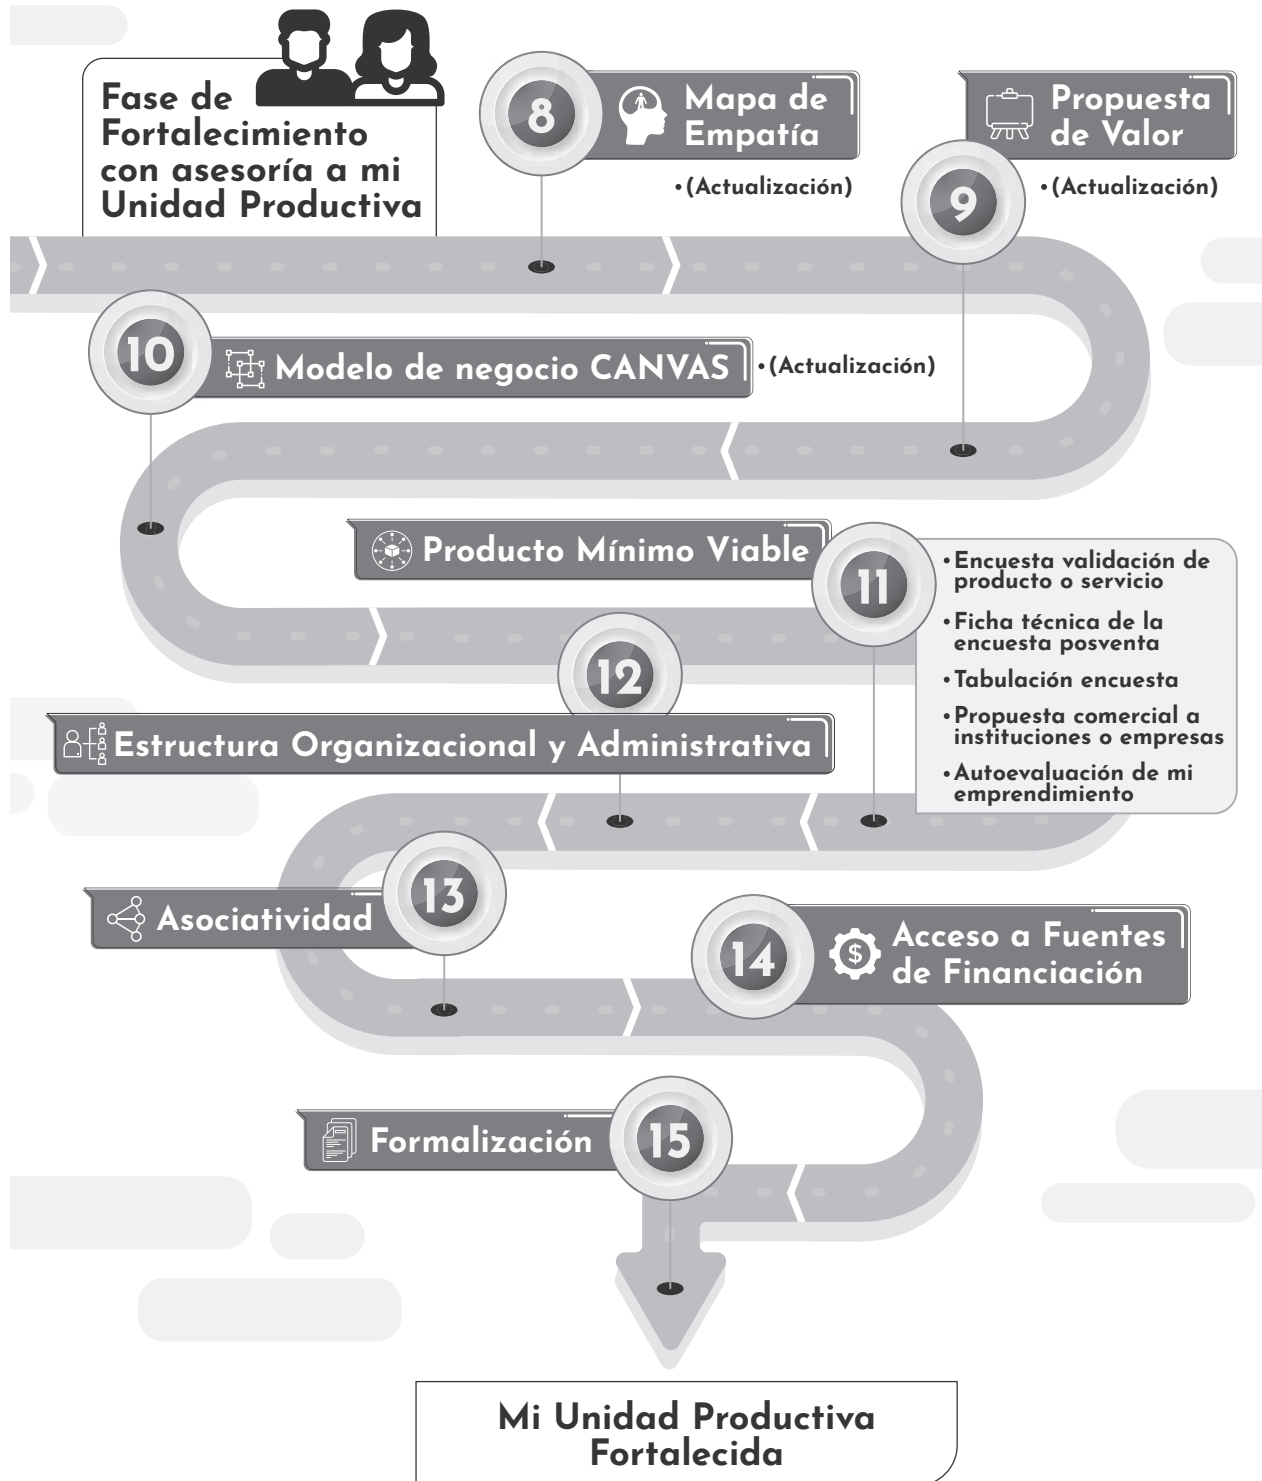 Fase de
Fortalecimiento
con asesoría a mi
Unidad Productiva
8
Mapa de
Empatía
• (Actualización)
9
Propuesta
de Valor
• (Actualización)
10
Modelo de negocio CANVAS
• (Actualización)
Producto Mínimo Viable
11
• Encuesta validación de
producto o servicio
• Ficha técnica de la
encuesta posventa
• Tabulación encuesta
• Propuesta comercial a
instituciones o empresas
• Autoevaluación de mi
emprendimiento
12
Estructura Organizacional y Administrativa
13
Asociatividad
14
$
Acceso a Fuentes
de Financiación
Formalización
15
Mi Unidad Productiva
Fortalecida